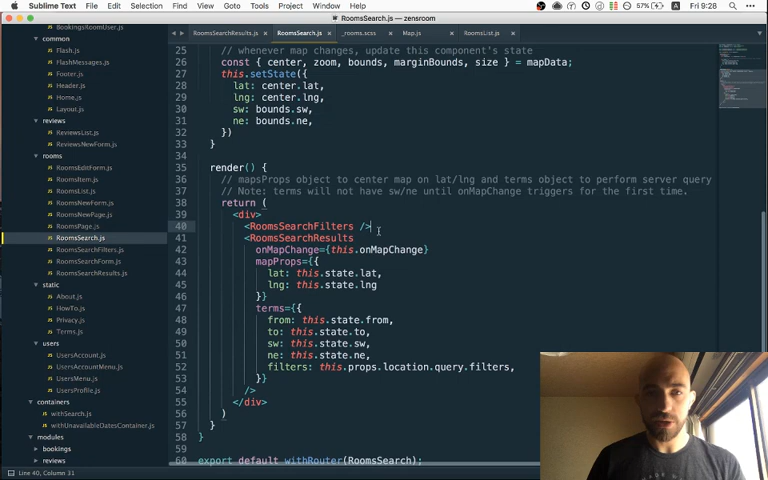 Sublime Text File Edit Selection Find View Goto Tools Project Window Help 57% Fri 9:28
RoomsSearch.js — zensroom
RoomsSearchResults.js × RoomsSearch.js × _rooms.scss × Map.js × RoomsList.js ×
BookingsRoomUser.js
common
Flash.js
FlashMessages.js
Footer.js
Header.js
Home.js
Layout.js
reviews
ReviewsList.js
ReviewsNewForm.js
rooms
RoomsEditForm.js
RoomsItem.js
RoomsList.js
RoomsNewForm.js
RoomsNewPage.js
RoomsPage.js
RoomsSearch.js
RoomsSearchFilters.js
RoomsSearchForm.js
RoomsSearchResults.js
static
About.js
HowTo.js
Privacy.js
Terms.js
users
UsersAccount.js
UsersAccountMenu.js
UsersMenu.js
UsersProfile.js
containers
withSearch.js
withUnavailableDatesContainer.js
modules
bookings
reviews
25 // whenever map changes, update this component's state
26 const { center, zoom, bounds, marginBounds, size } = mapData;
27 this.setState({
28 lat: center.lat,
29 lng: center.lng,
30 sw: bounds.sw,
31 ne: bounds.ne,
32 })
33 }
34
35 render() {
36 // mapsProps object to center map on lat/lng and terms object to perform server query
37 // Note: terms will not have sw/ne until onMapChange triggers for the first time.
38 return (
39 <div>
40 <RoomsSearchFilters />
41 <RoomsSearchResults
42 onMapChange={this.onMapChange}
43 mapProps={{
44 lat: this.state.lat,
45 lng: this.state.lng
46 }}
47 terms={{
48 from: this.state.from,
49 to: this.state.to,
50 sw: this.state.sw,
51 ne: this.state.ne,
52 filters: this.props.location.query.filters,
53 }}
54 />
55 </div>
56 )
57 }
58 }
59
60 export default withRouter(RoomsSearch);
Line 40, Column 31